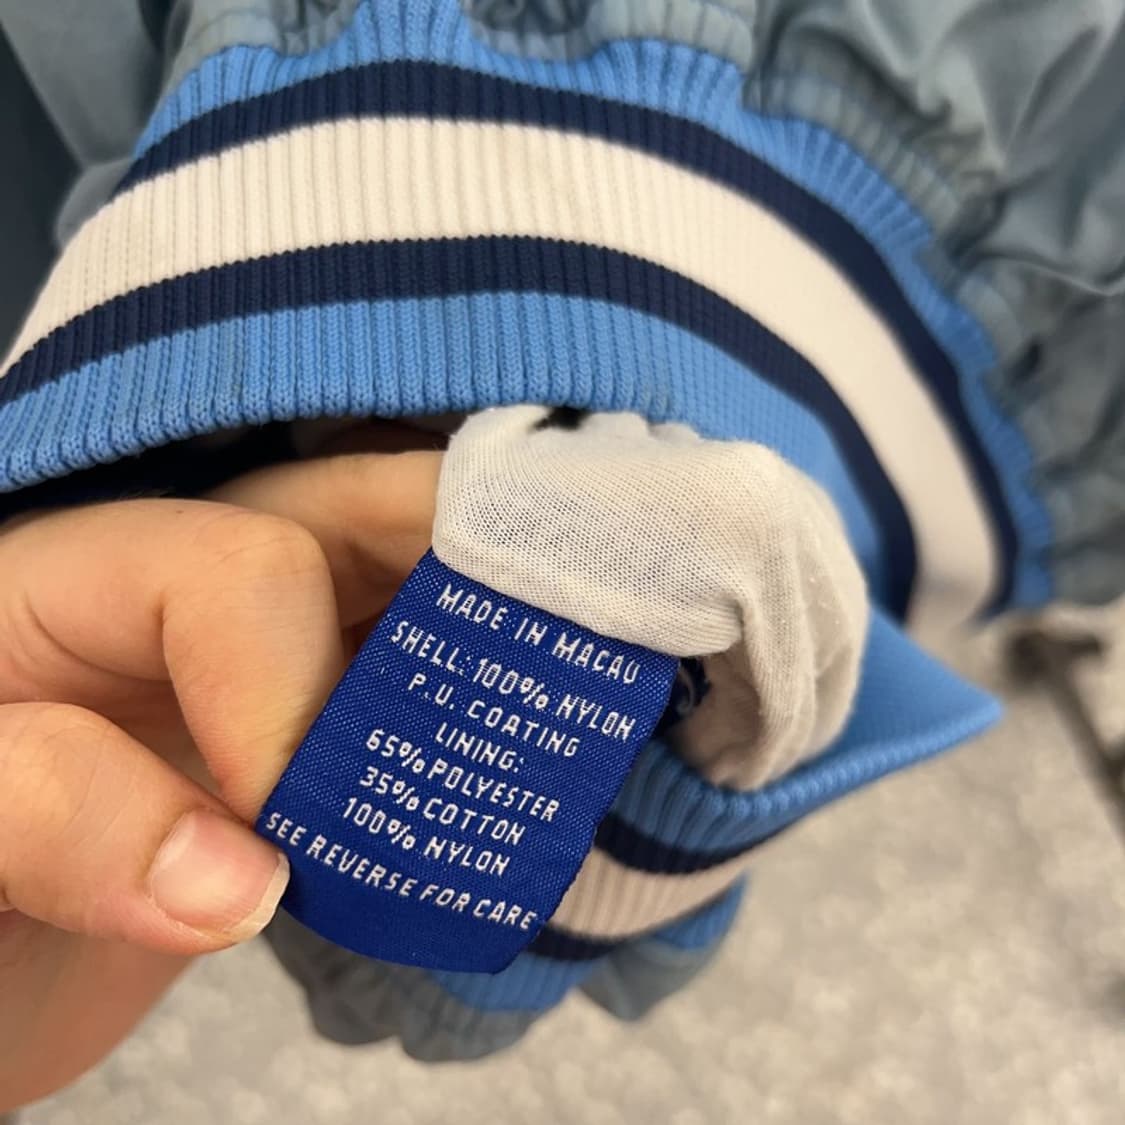 MADE IN MACAU
SHELL: 100% NYLON
P.U. COATING
LINING:
65% POLYESTER
35% COTTON
100% NYLON
SEE REVERSE FOR CARE